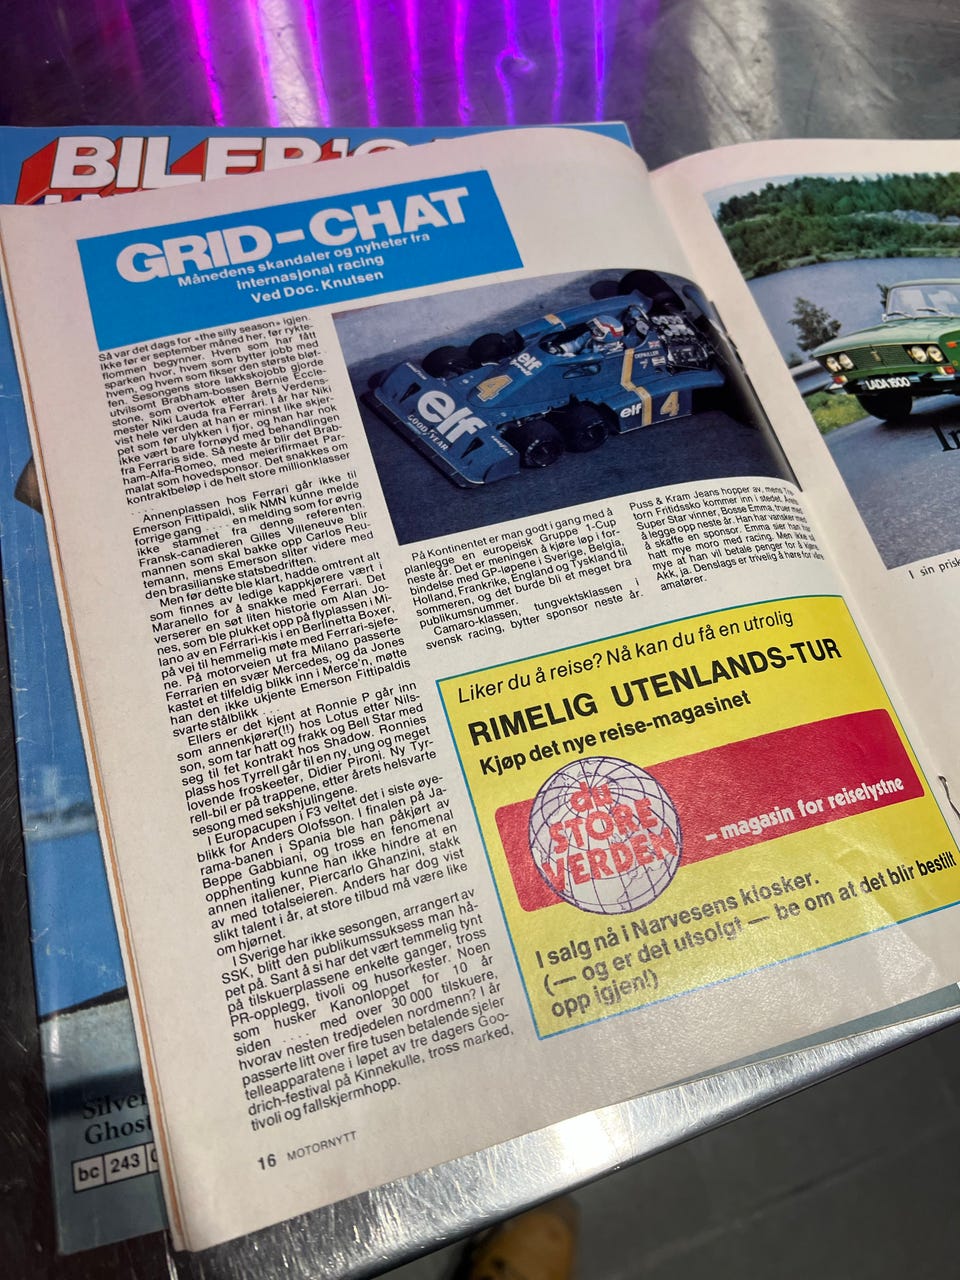 BILER
GRID-CHAT
Månedens skandaler og nyheter fra
internasjonal racing
Ved Doc. Knutsen
Så var det dags for «the silly season» igjen.
ikke før er september måned her, før rykte-
flommen begynner. Hvem som har fått
sparken hvor, hvem som bytter jobb med
hvem, og hvem som fikser den første bløf-
fen. Sesongens store lakkskojobb gjorde
utvilsomt Brabham-bossen Bernie Eccle-
stone, som overtok etter årets Verdens-
mester Niki Lauda fra Ferrari. I år har Niki
vist hele verden at han er minst like skjer-
pet som før ulykken i fjor, og han har nok
ikke vært bare fornøyd med behandlingen
fra Ferraris side. Så neste år blir det Brab-
ham-Alfa-Romeo, med meierifirmaet Par-
malat som hovedsponsor. Det snakkes om
kontraktbeløp i de helt store millionklasser
. . . .
Annenplassen hos Ferrari går ikke til
Emerson Fittipaldi, slik NMN kunne melde
forrige gang . . . . en melding som for øvrig
ikke stammet fra denne referenten.
Fransk-canadieren Gilles Villeneuve blir
mannen som skal bakke opp Carlos Reu-
temann, mens Emerson sliter videre med
den brasilianske statsbedriften.
Men før dette ble klart, hadde omtrent alt
som finnes av ledige kappkjørere vært i
Maranello for å snakke med Ferrari. Det
verserer en søt liten historie om Alan Jo-
nes, som ble plukket opp på flyplassen i Mi-
lano av en Ferrari-kis i en Berlinetta Boxer,
på vei til hemmelig møte med Ferrari-sjefe-
ne. På motorveien ut fra Milano passerte
Ferrarien en svær Mercedes, og da Jones
kastet et tilfeldig blikk inn i Merce'n, møtte
han den ikke ukjente Emerson Fittipaldis
svarte stålblikk . . . .
Ellers er det kjent at Ronnie P går inn
som annenkjører(!!) hos Lotus etter Nils-
son, som tar hatt og frakk og Bell Star med
seg til fet kontrakt hos Shadow. Ronnies
plass hos Tyrrell går til en ny, ung og meget
lovende froskeeter, Didier Pironi. Ny Tyr-
rell-bil er på trappene, etter årets helsvarte
sesong med sekshjulingene.
I Europacupen i F3 veltet det i siste øye-
blikk for Anders Olofsson. I finalen på Ja-
rama-banen i Spania ble han påkjørt av
Beppe Gabbiani, og tross en fenomenal
opphenting kunne han ikke hindre at en
annen italiener, Piercarlo Ghanzini, stakk
av med totalseieren. Anders har dog vist
slikt talent i år, at store tilbud må være like
om hjørnet.
I Sverige har ikke sesongen, arrangert av
SSK, blitt den publikumssuksess man hå-
pet på. Sant å si har det vært temmelig tynt
på tilskuerplassene enkelte ganger, tross
PR-opplegg, tivoli og husorkester. Noen
som husker Kanonloppet for 10 år
siden . . . . med over 30 000 tilskuere,
hvorav nesten tredjedelen nordmenn? I år
passerte litt over fire tusen betalende sjeler
telleapparatene i løpet av tre dagers Goo-
drich-festival på Kinnekulle, tross marked,
tivoli og fallskjermhopp.
elf
4
DEPAILLER
elf
GOODYEAR
elf 4
På Kontinentet er man godt i gang med å
planlegge en europeisk Gruppe 1-Cup
neste år. Det er meningen å kjøre løp i for-
bindelse med GP-løpene i Sverige, Belgia,
Holland, Frankrike, England og Tyskland til
sommeren, og det burde bli et meget bra
publikumsnummer.
Camaro-klassen, tungvektsklassen i
svensk racing, bytter sponsor neste år.
Puss & Kram Jeans hopper av, mens
torn Fritidssko kommer inn i stedet.
Super Star vinner, Bosse Emma, truer med
å legge opp neste år. Han har vansker med
å skaffe en sponsor. Emma sier han har
hatt mye moro med racing. Men ikke så
mye at han vil betale penger for å kjøre.
Akk, ja. Denslags er trivelig å høre for
amatører.
Liker du å reise? Nå kan du få en utrolig
RIMELIG UTENLANDS-TUR
Kjøp det nye reise-magasinet
du
STORE
VERDEN
– magasin for reiselystne
I salg nå i Narvesens kiosker.
(— og er det utsolgt — be om at det blir bestilt
opp igjen!)
16 MOTORNYTT
LADA 1600
I sin
Silver
Ghost
bc 243